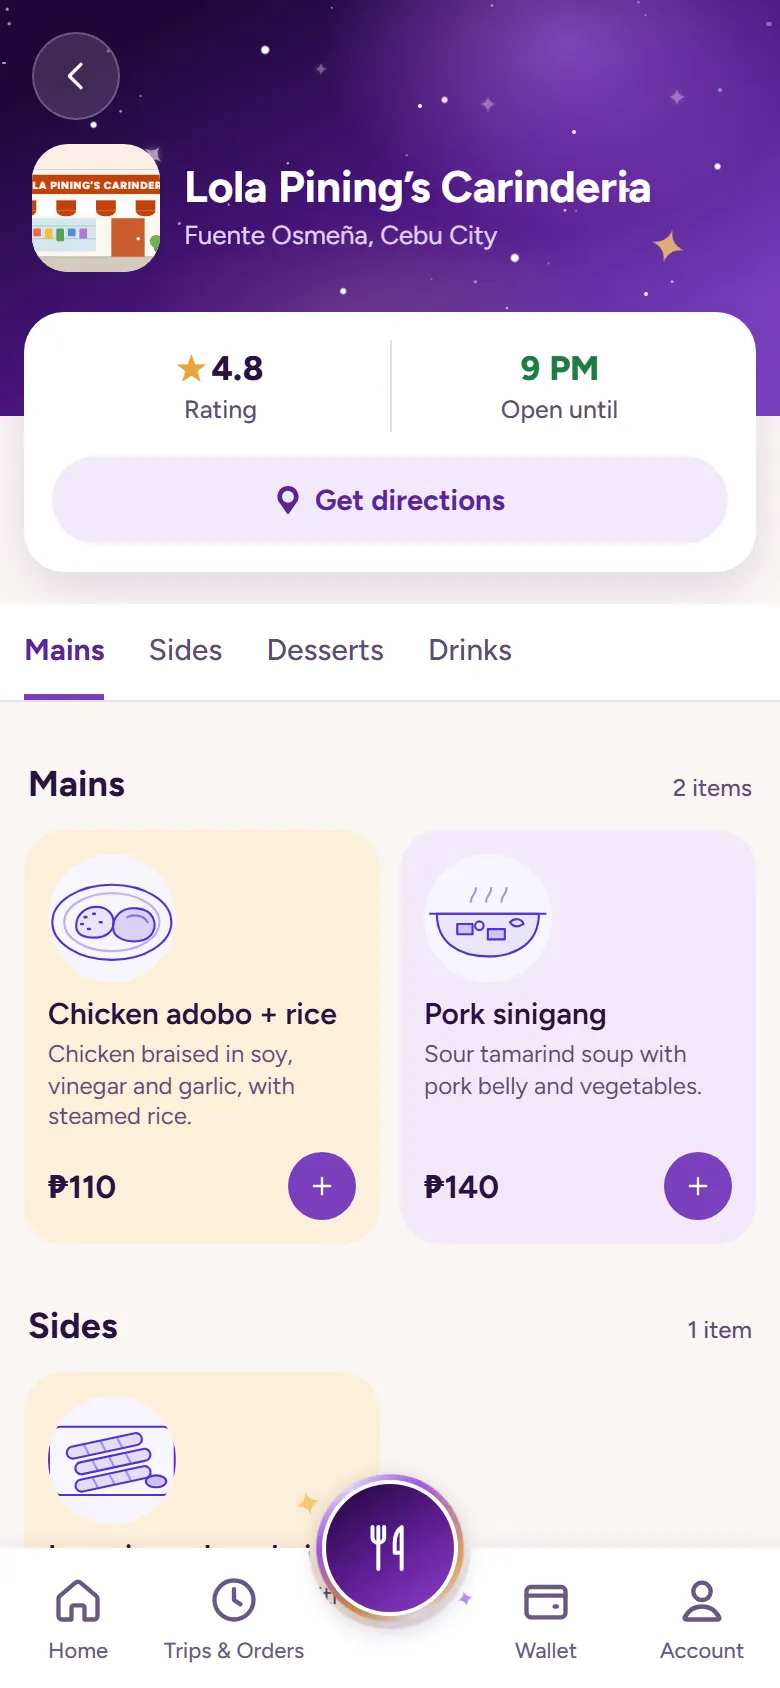 LA PINING'S CARINDER
Lola Pining's Carinderia
Fuente Osmeña, Cebu City
4.8
Rating
9 PM
Open until
Get directions
Mains
Sides
Desserts
Drinks
Mains
2 items
Chicken adobo + rice
Chicken braised in soy,
vinegar and garlic, with
steamed rice.
₱110
Pork sinigang
Sour tamarind soup with
pork belly and vegetables.
₱140
Sides
1 item
Home
Trips & Orders
Wallet
Account